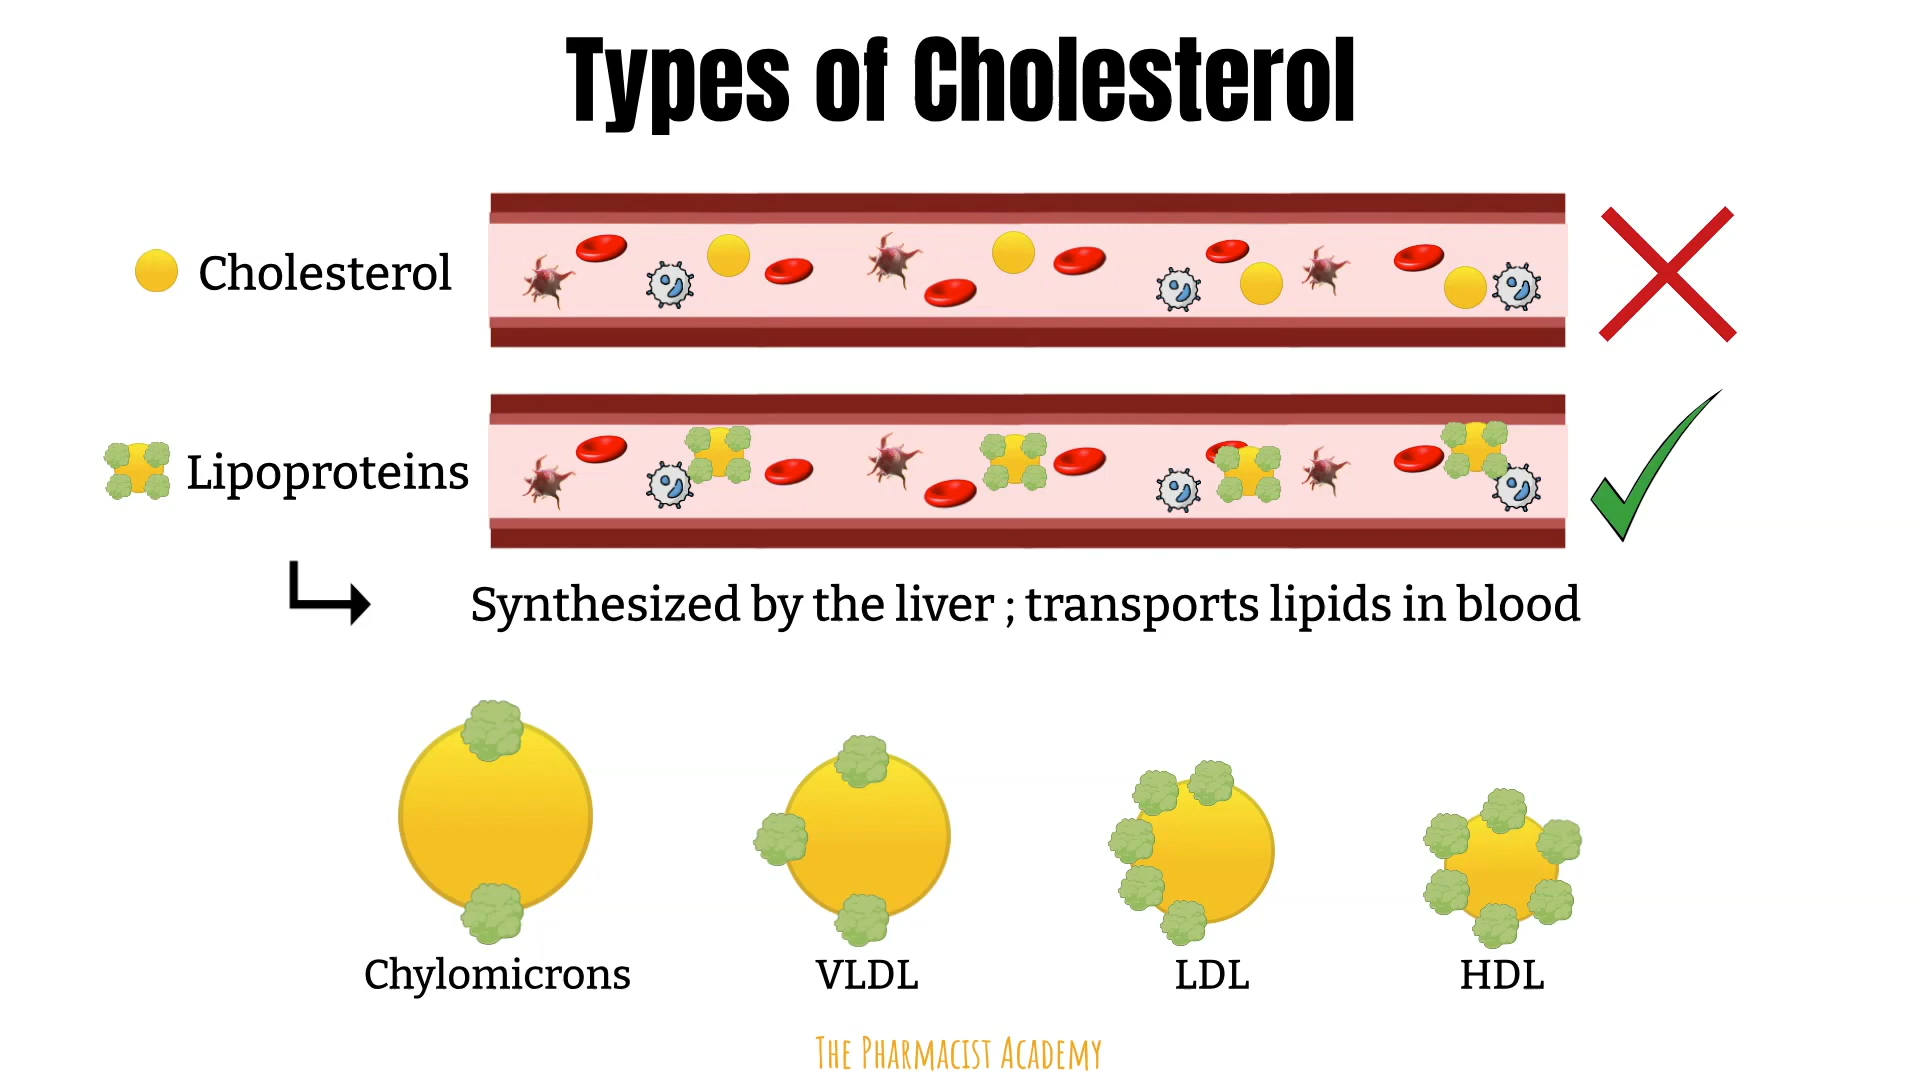 Types of Cholesterol
Cholesterol
Lipoproteins
Synthesized by the liver ; transports lipids in blood
Chylomicrons
VLDL
LDL
HDL
The Pharmacist Academy